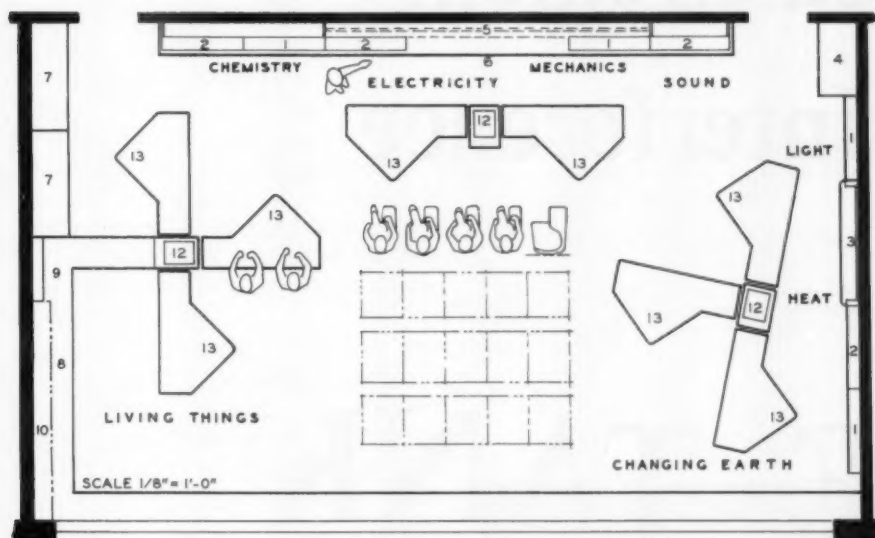 5
2 1 2 1 2
6
CHEMISTRY MECHANICS
ELECTRICITY SOUND
7
4
12
13 13
1
LIGHT
13
13
7
13
3
9
12
HEAT
12
13
8
13
2
13
LIVING THINGS
10
13
1
CHANGING EARTH
SCALE 1/8" = 1'-0"